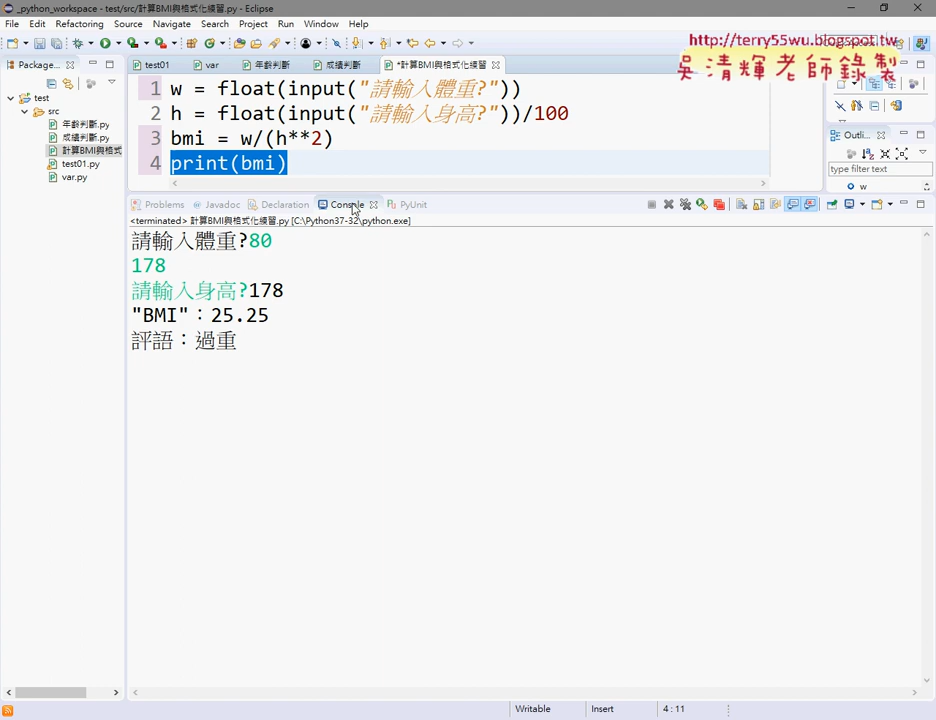 _python_workspace - test/src/計算BMI與格式化練習.py - Eclipse
File Edit Refactoring Source Navigate Search Project Run Window Help
http://terry55wu.blogspot.tw
吳清輝老師錄製
Package...
test01
var
年齡判斷
成績判斷
*計算BMI與格式化練習
test
src
年齡判斷.py
成績判斷.py
計算BMI與格式化
test01.py
var.py
1 w = float(input("請輸入體重?"))
2 h = float(input("請輸入身高?"))/100
3 bmi = w/(h**2)
4 print(bmi)
Outli...
type filter text
w
Problems Javadoc Declaration Console PyUnit
<terminated> 計算BMI與格式化練習.py [C:\Python37-32\python.exe]
請輸入體重?80
178
請輸入身高?178
"BMI"：25.25
評語：過重
Writable Insert 4 : 11